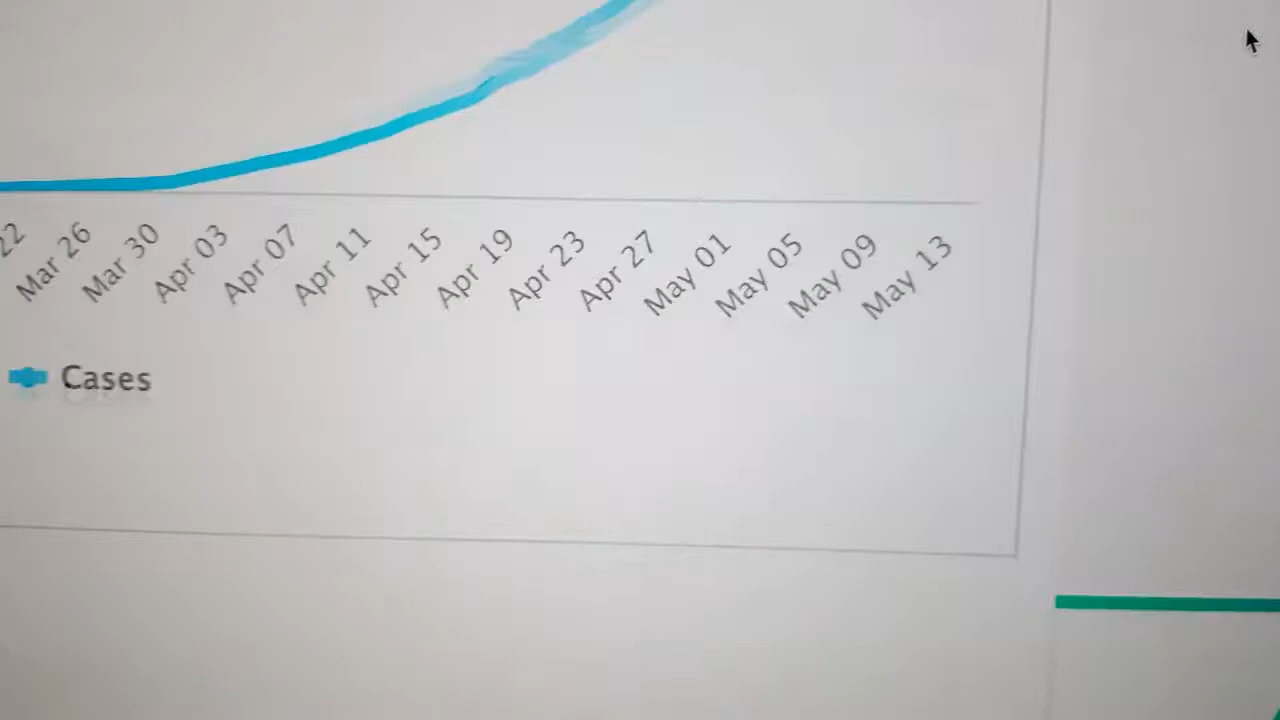 22
Mar 26
Mar 30
Apr 03
Apr 07
Apr 11
Apr 15
Apr 19
Apr 23
Apr 27
May 01
May 05
May 09
May 13
Cases